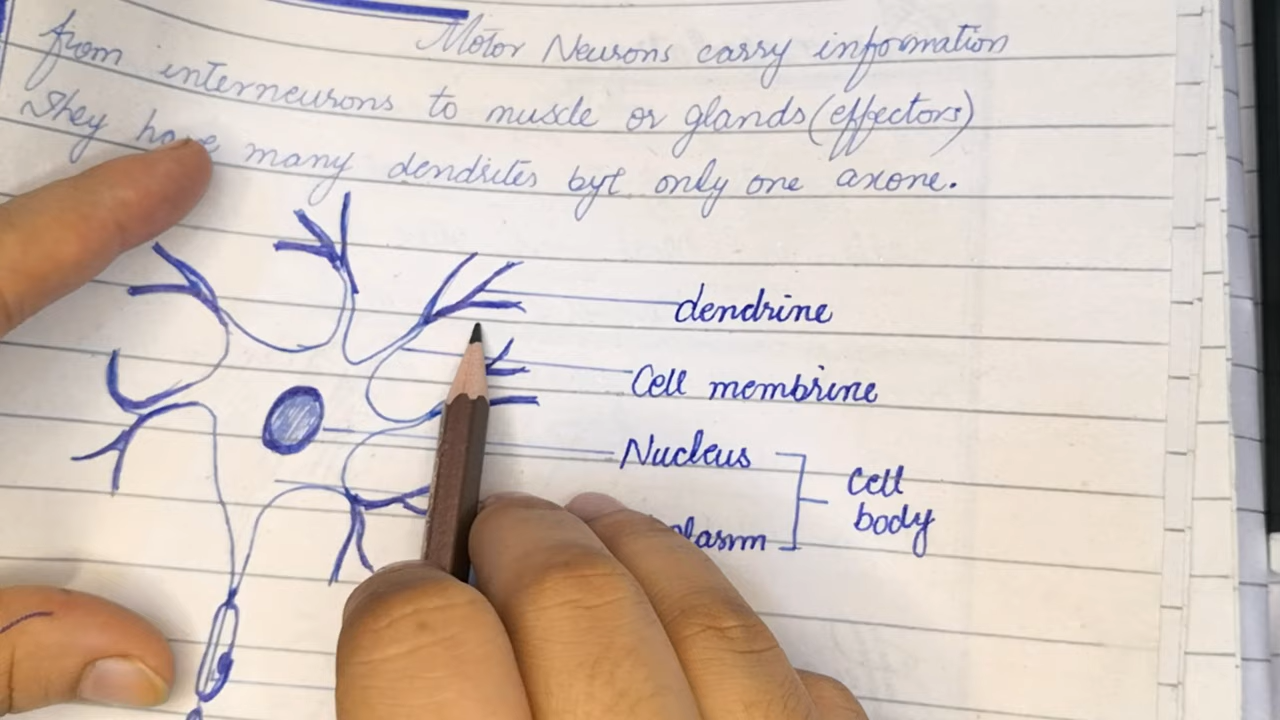 Motor Neurons carry information
from interneurons to muscle or glands (effectors)
They have many dendrites byt only one axone.
dendrine
Cell membrine
Nucleus
Cell
body